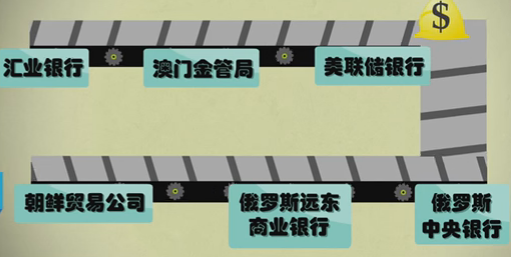 $
汇业银行
澳门金管局
美联储银行
朝鲜贸易公司
俄罗斯远东
商业银行
俄罗斯
中央银行